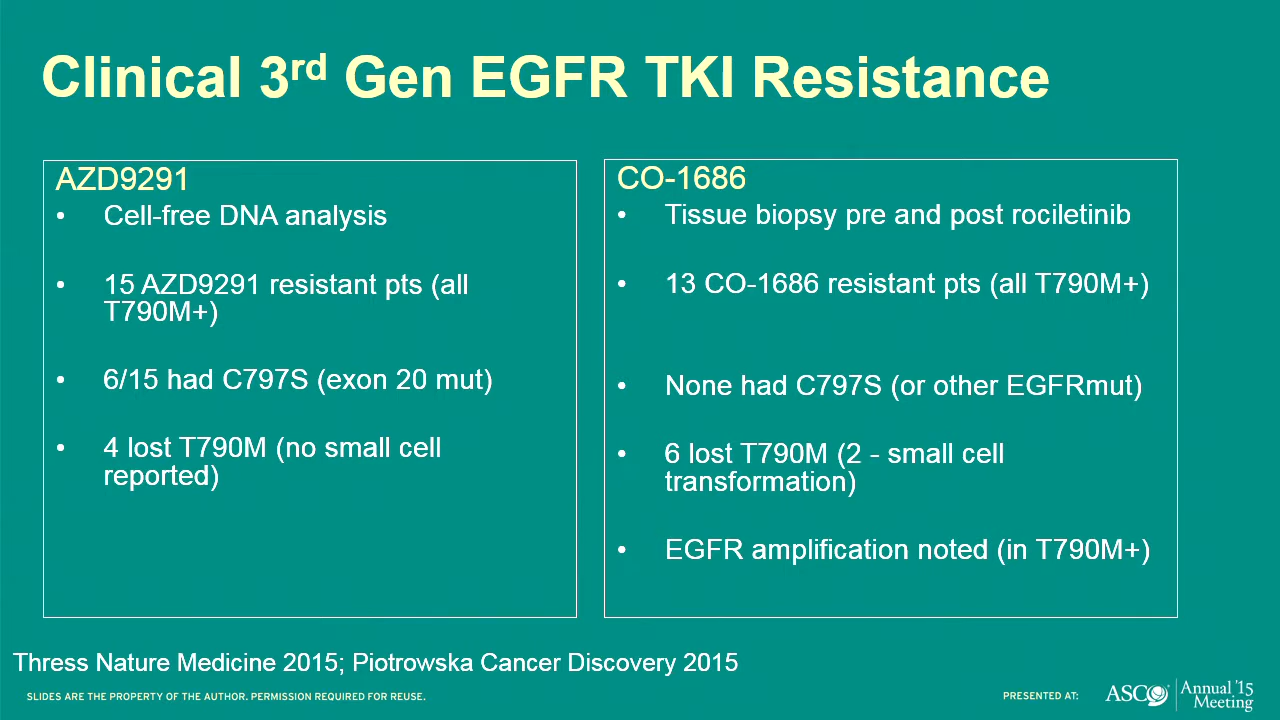 Clinical 3rd Gen EGFR TKI Resistance
AZD9291
• Cell-free DNA analysis
• 15 AZD9291 resistant pts (all
T790M+)
• 6/15 had C797S (exon 20 mut)
• 4 lost T790M (no small cell
reported)
CO-1686
• Tissue biopsy pre and post rociletinib
• 13 CO-1686 resistant pts (all T790M+)
• None had C797S (or other EGFRmut)
• 6 lost T790M (2 - small cell
transformation)
• EGFR amplification noted (in T790M+)
Thress Nature Medicine 2015; Piotrowska Cancer Discovery 2015
SLIDES ARE THE PROPERTY OF THE AUTHOR. PERMISSION REQUIRED FOR REUSE.
PRESENTED AT:
ASCO
Annual '15
Meeting